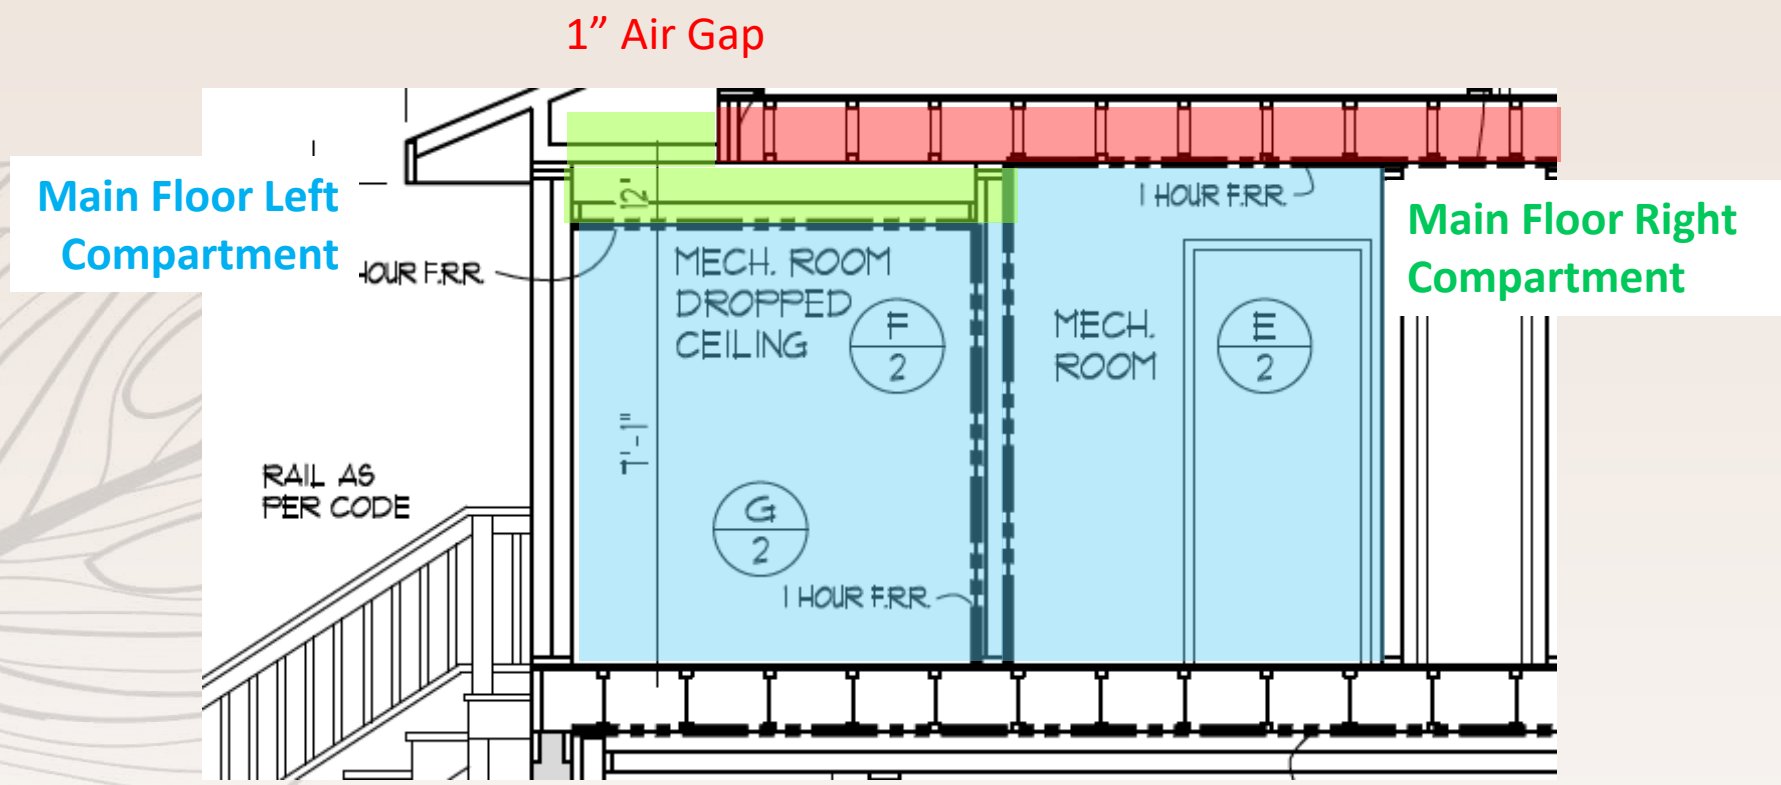 1” Air Gap
Main Floor Left
Compartment
HOUR F.R.R.
12"
MECH. ROOM
DROPPED
CEILING
F
2
7'-1"
G
2
1 HOUR F.R.R.
1 HOUR F.R.R.
MECH.
ROOM
E
2
Main Floor Right
Compartment
RAIL AS
PER CODE